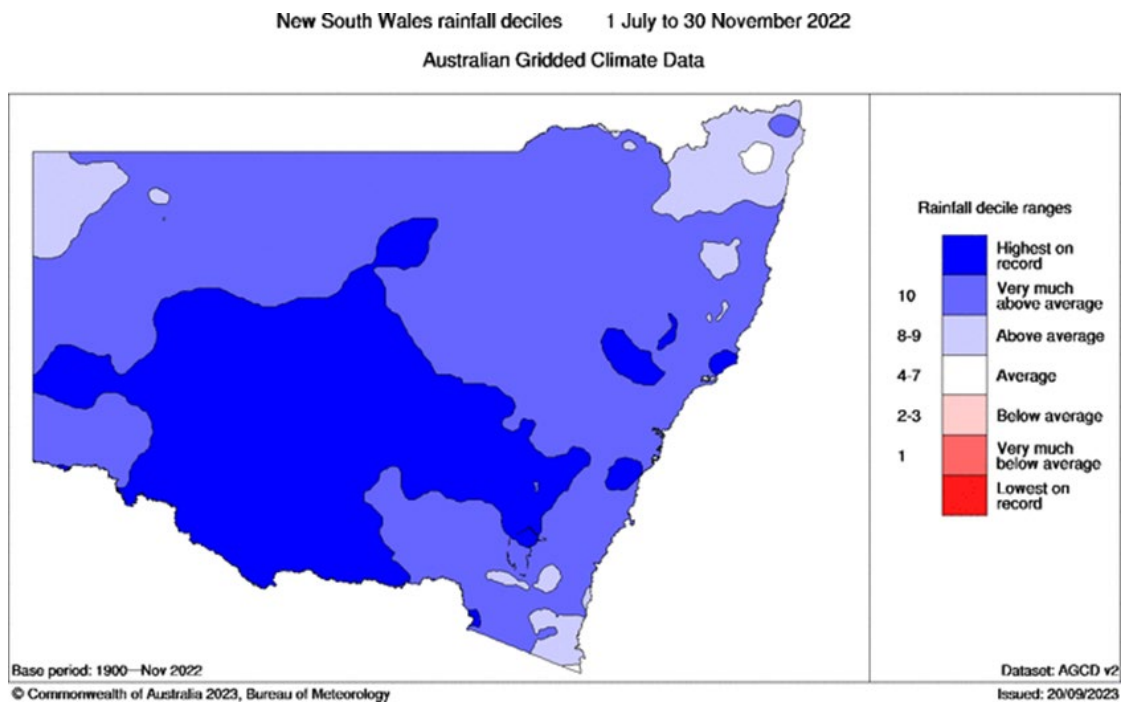 New South Wales rainfall deciles 1 July to 30 November 2022
Australian Gridded Climate Data
Rainfall decile ranges
Highest on
record
10 Very much
above average
8-9 Above average
4-7 Average
2-3 Below average
1 Very much
below average
Lowest on
record
Base period: 1900—Nov 2022 Dataset: AGCD v2
© Commonwealth of Australia 2023, Bureau of Meteorology Issued: 20/09/2023